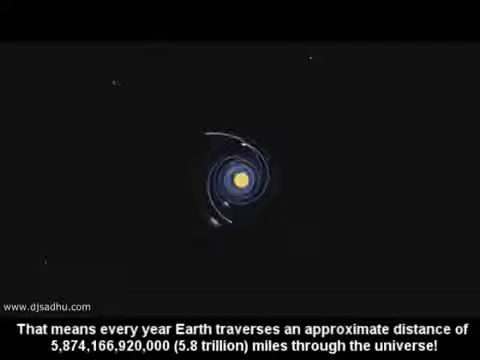 www.djsadhu.com
That means every year Earth traverses an approximate distance of
5,874,166,920,000 (5.8 trillion) miles through the universe!